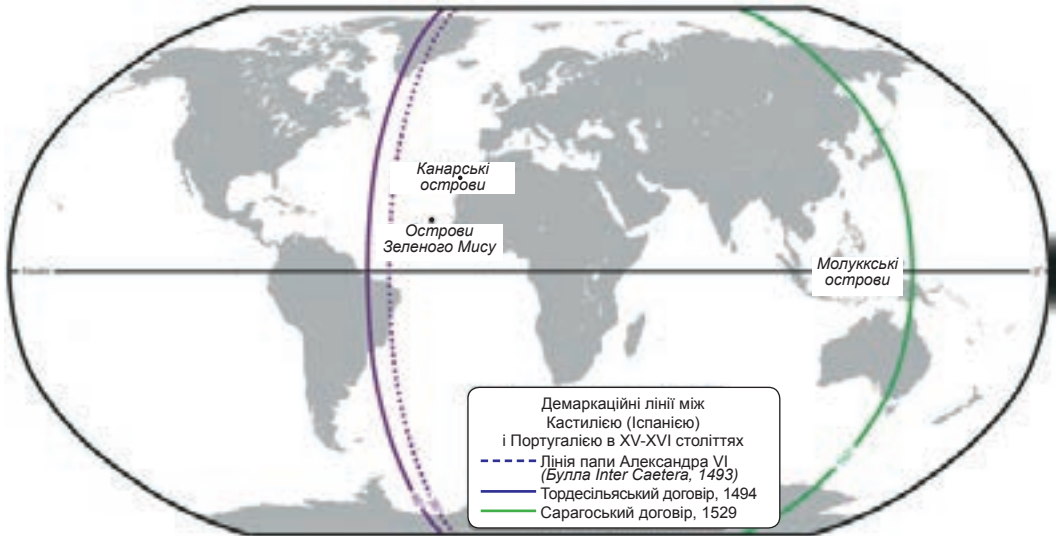 Канарські
острови
Острови
Зеленого Мису
Молуккські
острови
Демаркаційні лінії між
Кастилією (Іспанією)
і Португалією в XV-XVI століттях
Лінія папи Александра VI
(Булла Inter Caetera, 1493)
Тордесільяський договір, 1494
Сарагоський договір, 1529